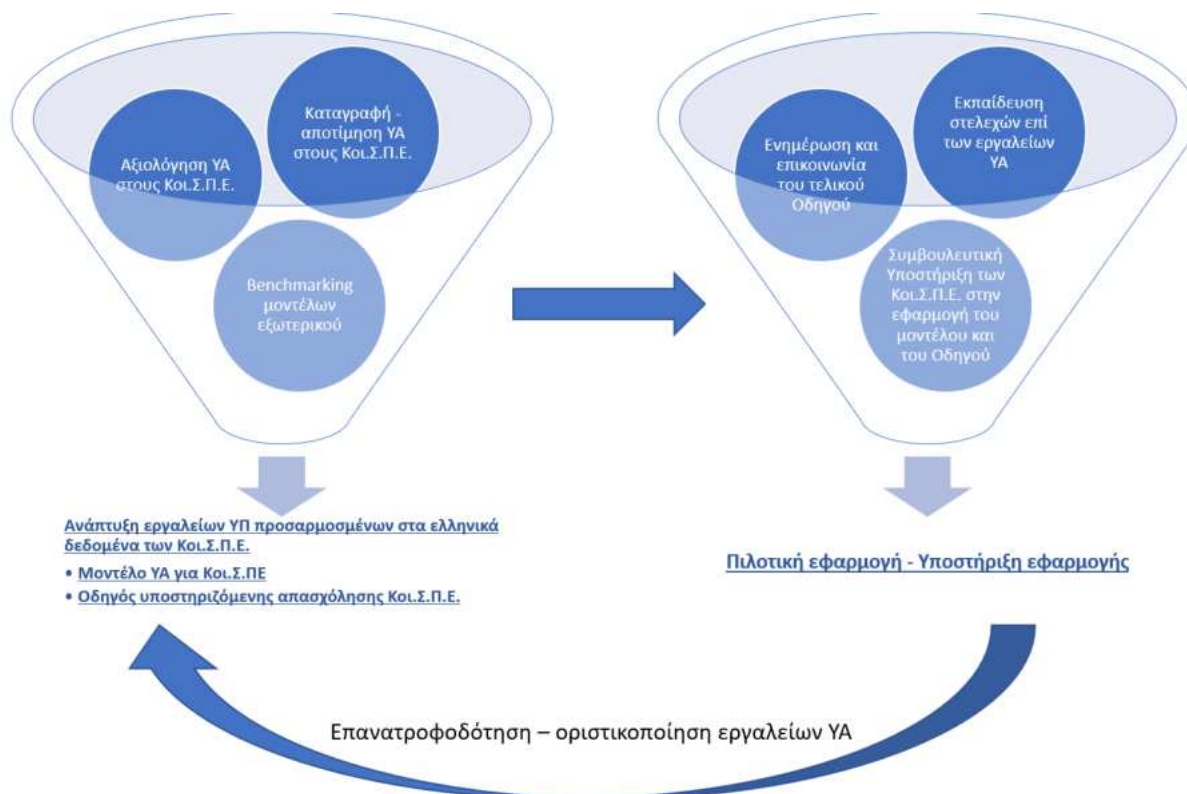 Καταγραφή -
αποτίμηση ΥΑ
στους Κοι.Σ.Π.Ε.
Αξιολόγηση ΥΑ
στους Κοι.Σ.Π.Ε.
Benchmarking
μοντέλων
εξωτερικού
Εκπαίδευση
στελεχών επί
των εργαλείων
ΥΑ
Ενημέρωση και
επικοινωνία
του τελικού
Οδηγού
Συμβουλευτική
Υποστήριξη των
Κοι.Σ.Π.Ε. στην
εφαρμογή του
μοντέλου και
του Οδηγού
Ανάπτυξη εργαλείων ΥΠ προσαρμοσμένων στα ελληνικά
δεδομένα των Κοι.Σ.Π.Ε.
• Μοντέλο ΥΑ για Κοι.Σ.ΠΕ
• Οδηγός υποστηριζόμενης απασχόλησης Κοι.Σ.Π.Ε.
Πιλοτική εφαρμογή - Υποστήριξη εφαρμογής
Επανατροφοδότηση – οριστικοποίηση εργαλείων ΥΑ